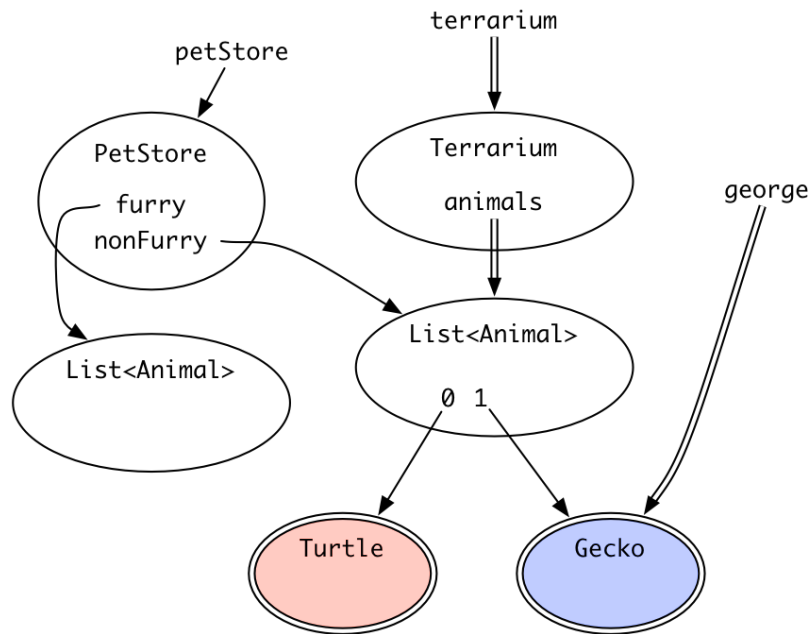 terrarium
petStore
PetStore
furry
nonFurry
Terrarium
animals
george
List<Animal>
List<Animal>
0 1
Turtle
Gecko